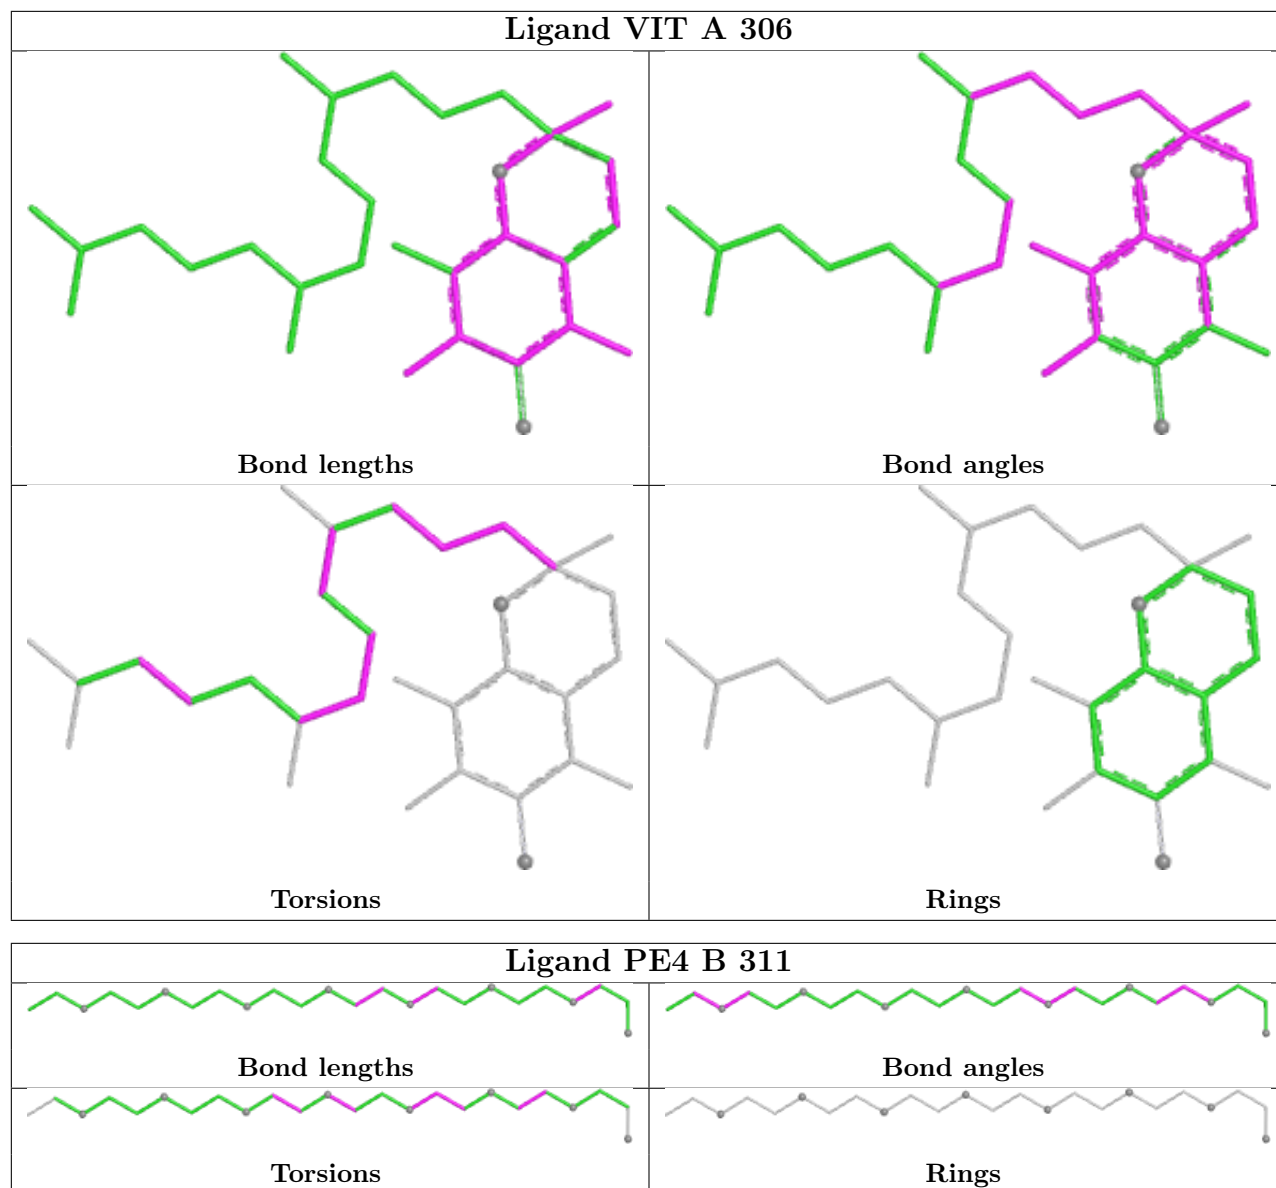 Ligand VIT A 306
Bond lengths
Bond angles
Torsions
Rings
Ligand PE4 B 311
Bond lengths
Bond angles
Torsions
Rings